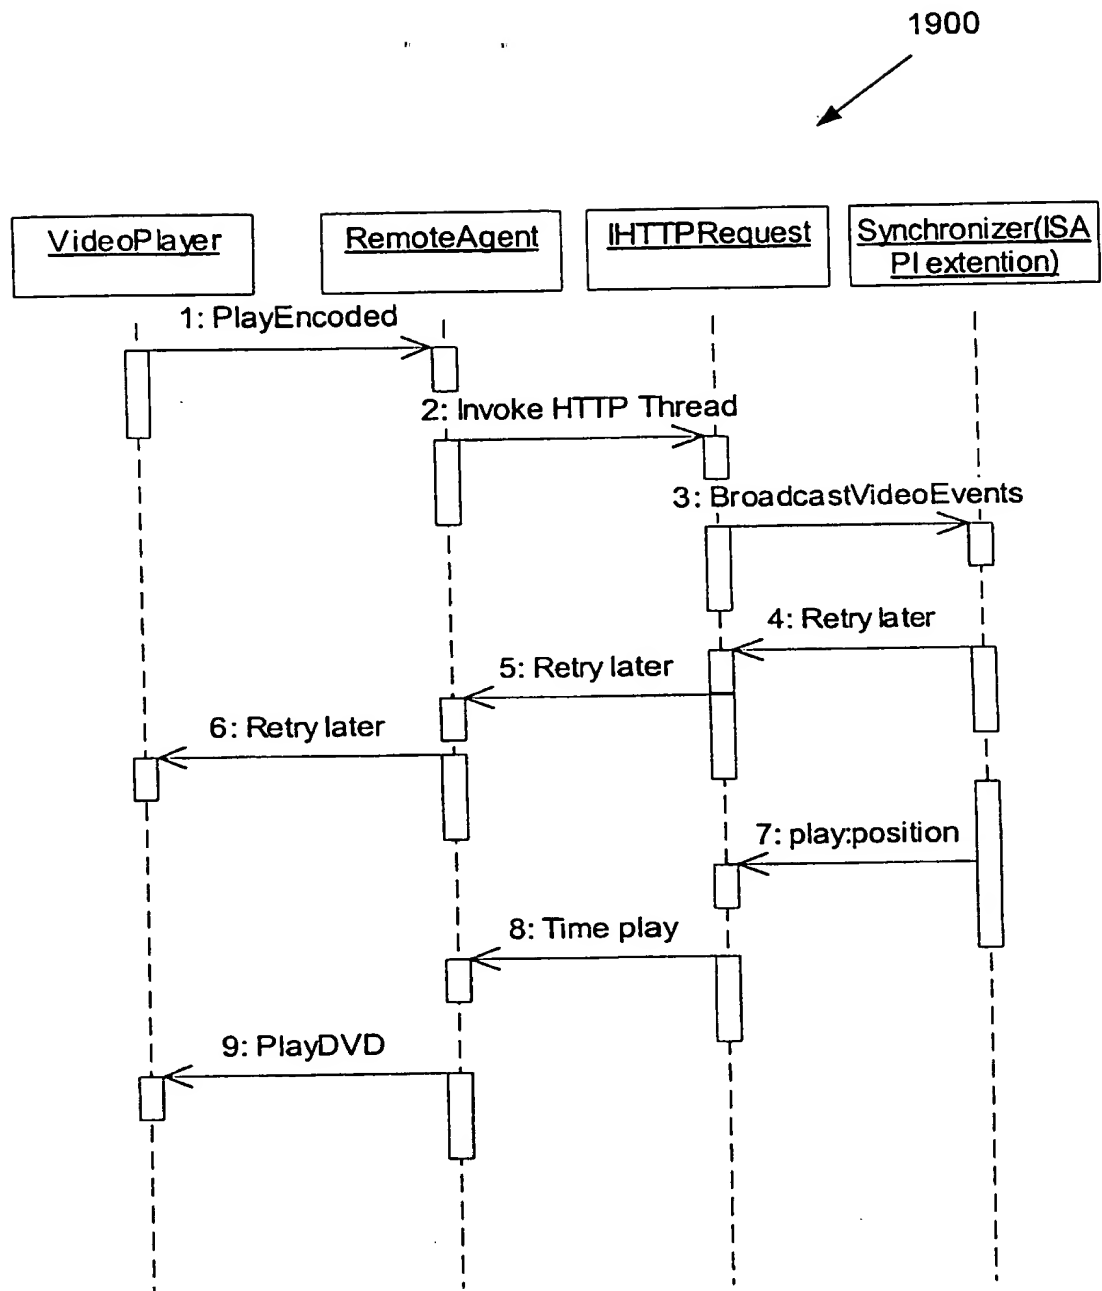 1900
VideoPlayer
RemoteAgent
IHTTPRequest
Synchronizer(ISA
PI extention)
1: PlayEncoded
2: Invoke HTTP Thread
3: BroadcastVideoEvents
4: Retry later
5: Retry later
6: Retry later
7: play:position
8: Time play
9: PlayDVD